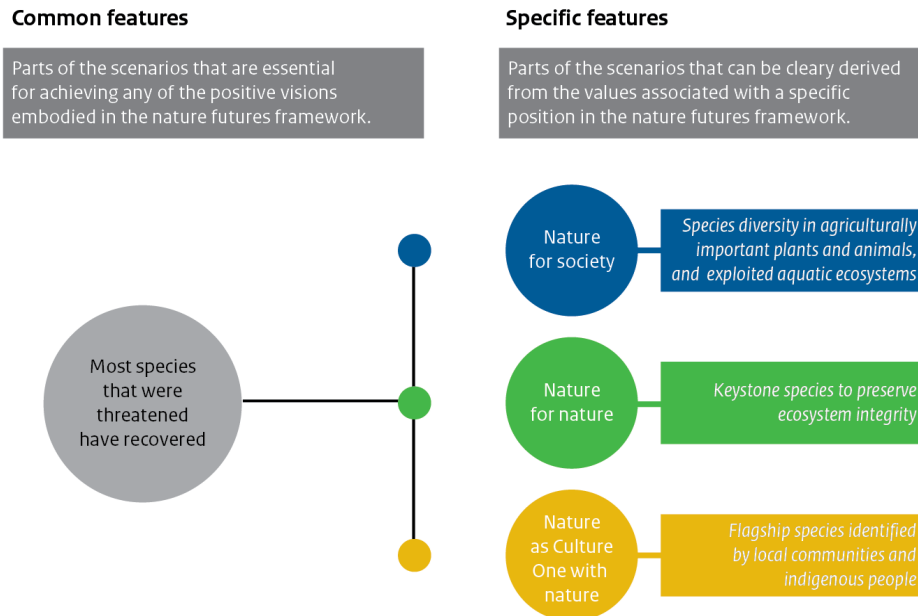 Common features
Parts of the scenarios that are essential
for achieving any of the positive visions
embodied in the nature futures framework.
Most species
that were
threatened
have recovered
Specific features
Parts of the scenarios that can be cleary derived
from the values associated with a specific
position in the nature futures framework.
Nature
for society
Species diversity in agriculturally
important plants and animals,
and exploited aquatic ecosystems
Nature
for nature
Keystone species to preserve
ecosystem integrity
Nature
as Culture
One with
nature
Flagship species identified
by local communities and
indigenous people